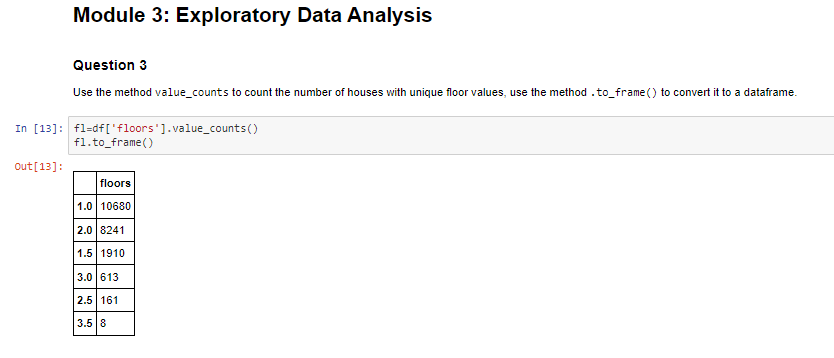 Module 3: Exploratory Data Analysis
Question 3
Use the method value_counts to count the number of houses with unique floor values, use the method .to_frame() to convert it to a dataframe.
In [13]: fl=df['floors'].value_counts()
fl.to_frame()
Out[13]:
floors
1.0 10680
2.0 8241
1.5 1910
3.0 613
2.5 161
3.5 8